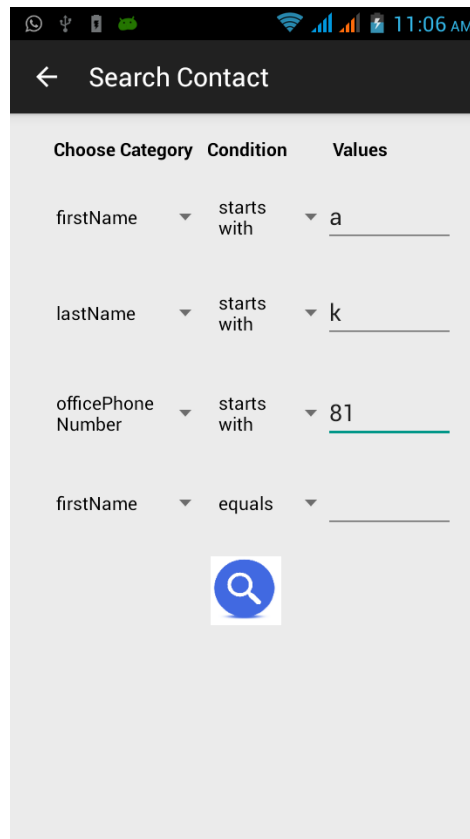 11:06 AM
Search Contact
Choose Category Condition Values
firstName starts with a
lastName starts with k
officePhone Number starts with 81
firstName equals